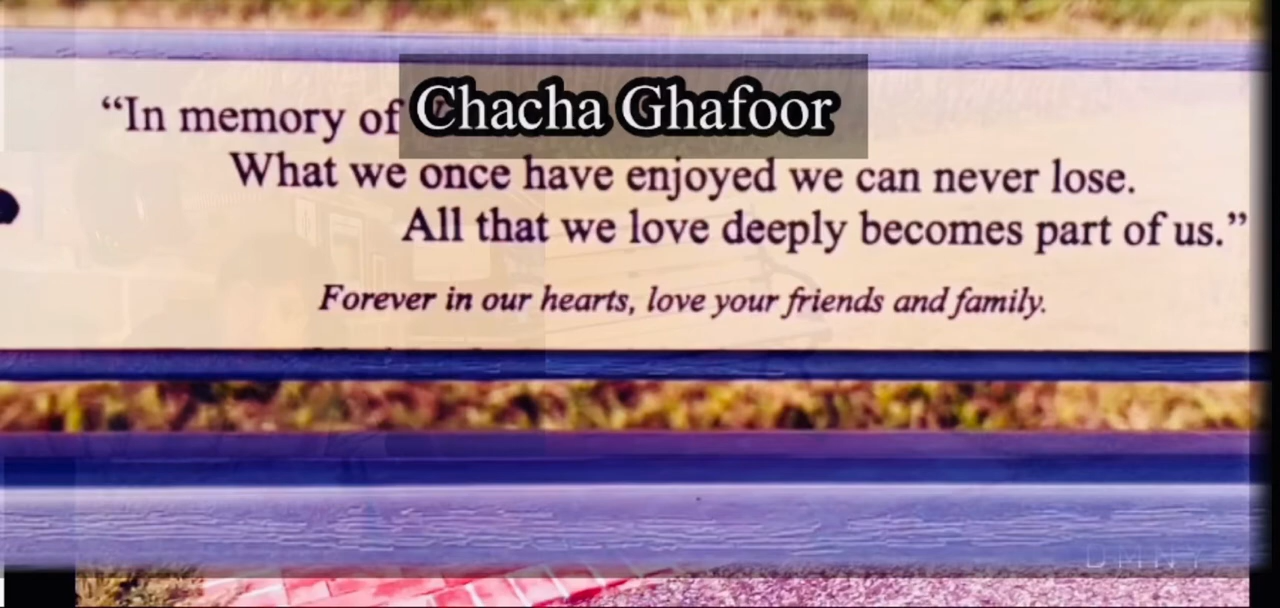 “In memory of Chacha Ghafoor
What we once have enjoyed we can never lose.
All that we love deeply becomes part of us.”
Forever in our hearts, love your friends and family.
DMNY